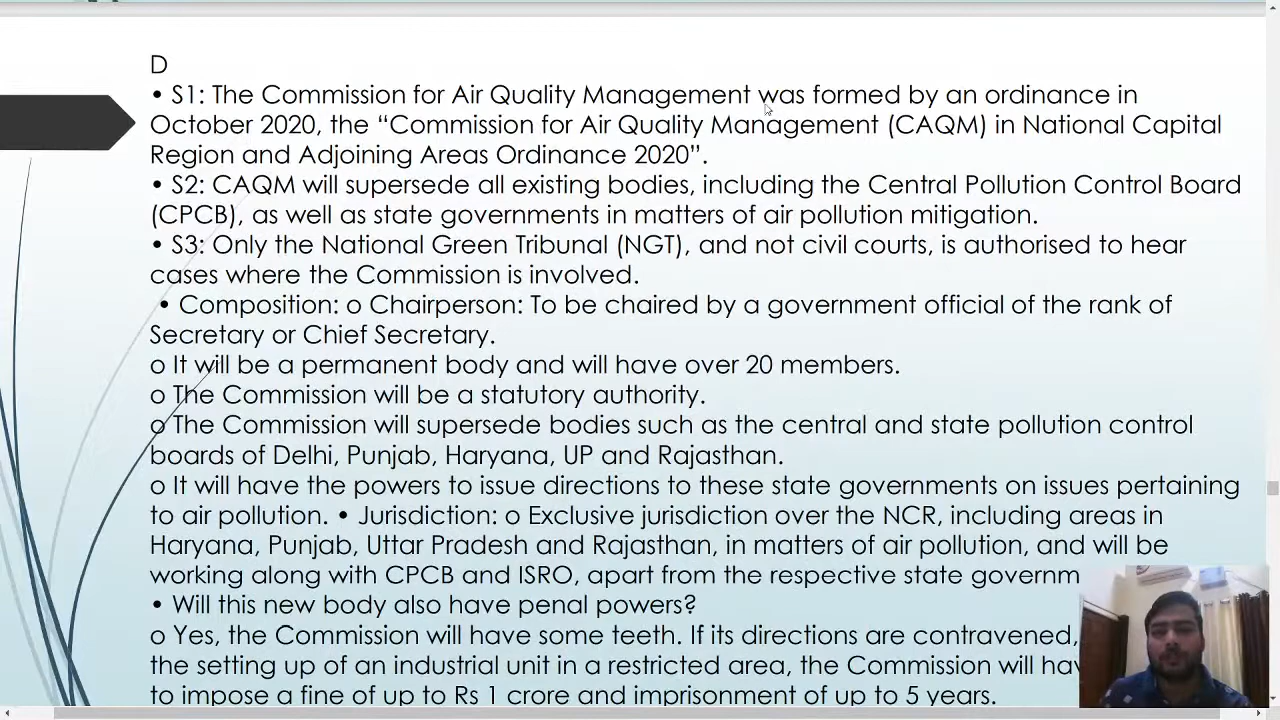 D
• S1: The Commission for Air Quality Management was formed by an ordinance in
October 2020, the “Commission for Air Quality Management (CAQM) in National Capital
Region and Adjoining Areas Ordinance 2020”.
• S2: CAQM will supersede all existing bodies, including the Central Pollution Control Board
(CPCB), as well as state governments in matters of air pollution mitigation.
• S3: Only the National Green Tribunal (NGT), and not civil courts, is authorised to hear
cases where the Commission is involved.
• Composition: o Chairperson: To be chaired by a government official of the rank of
Secretary or Chief Secretary.
o It will be a permanent body and will have over 20 members.
o The Commission will be a statutory authority.
o The Commission will supersede bodies such as the central and state pollution control
boards of Delhi, Punjab, Haryana, UP and Rajasthan.
o It will have the powers to issue directions to these state governments on issues pertaining
to air pollution. • Jurisdiction: o Exclusive jurisdiction over the NCR, including areas in
Haryana, Punjab, Uttar Pradesh and Rajasthan, in matters of air pollution, and will be
working along with CPCB and ISRO, apart from the respective state governm
• Will this new body also have penal powers?
o Yes, the Commission will have some teeth. If its directions are contravened,
the setting up of an industrial unit in a restricted area, the Commission will hav
to impose a fine of up to Rs 1 crore and imprisonment of up to 5 years.